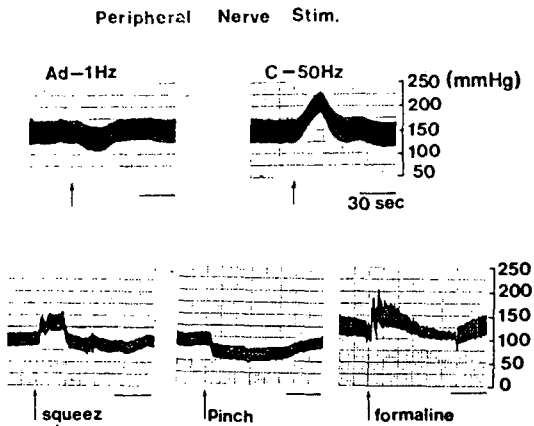 Peripheral Nerve Stim.
Ad-1Hz
C-50Hz
250 (mmHg)
200
150
100
50
30 sec
250
200
150
100
50
0
squeez
Pinch
formaline